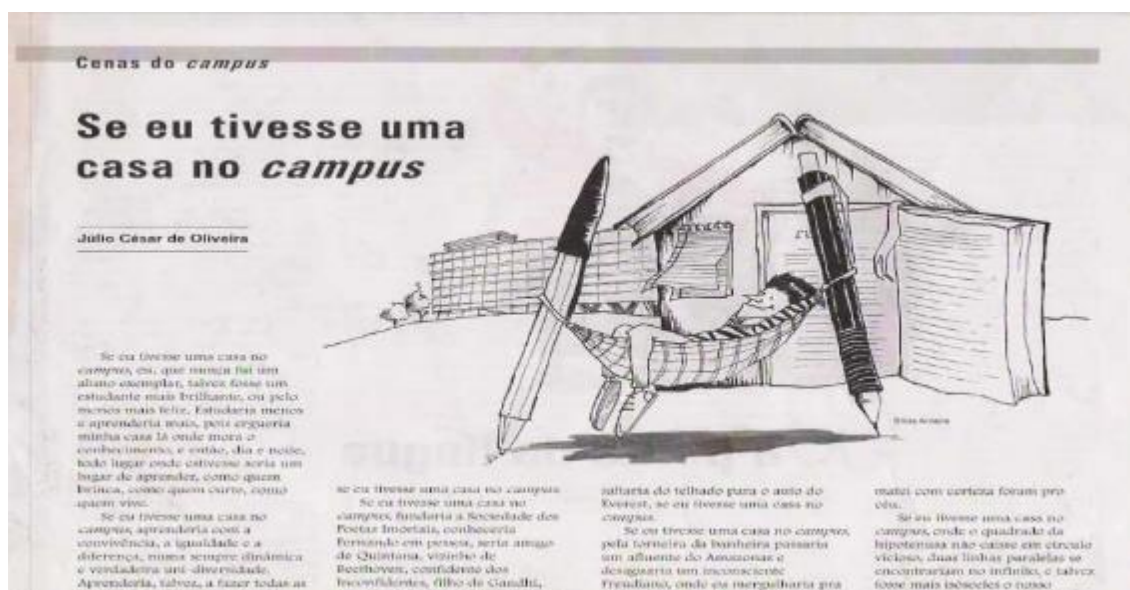 Cenas do campus
Se eu tivesse uma
casa no campus
Júlio César de Oliveira
Se eu tivesse uma casa no
campus, eu, que nunca fui um
aluno exemplar, talvez fosse um
estudante mais brilhante, ou pelo
menos mais feliz. Estudaria menos
e aprenderia mais, pois ergueria
minha casa lá onde mora o
conhecimento, e então, dia e noite,
todo lugar onde estivesse seria um
lugar de aprender, como quem
brinca, como quem curte, como
quem vive.
Se eu tivesse uma casa no
campus, aprenderia com a
convivência, a igualdade e a
diferença, numa sempre dinâmica
e verdadeira uni-diversidade.
Aprenderia, talvez, a fazer todas as
se eu tivesse uma casa no campus.
Se eu tivesse uma casa no
campus, fundaria a Sociedade dos
Poetas Imortais, conheceria
Fernando em pessoa, seria amigo
de Quintana, vizinho de
Beethoven, confidente dos
Inconfidentes, filho de Gandhi,
saltaria do telhado para o auto do
Everest, se eu tivesse uma casa no
campus.
Se eu tivesse uma casa no campus,
pela torneira da banheira passaria
um afluente do Amazonas e
desaguaria um inconsciente
Freudiano, onde eu mergulharia pra
matei com certeza foram pro
céu.
Se eu tivesse uma casa no
campus, onde o quadrado da
hipotenusa não caísse em círculo
vicioso, duas linhas paralelas se
encontrariam no infinito, e talvez
fosse mais isósceles o nosso